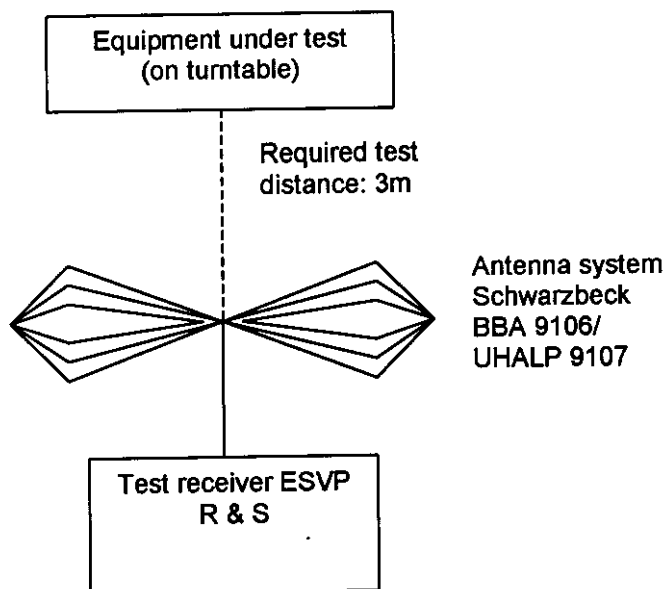 Equipment under test
(on turntable)
Required test
distance: 3m
Antenna system
Schwarzbeck
BBA 9106/
UHALP 9107
Test receiver ESVP
R & S